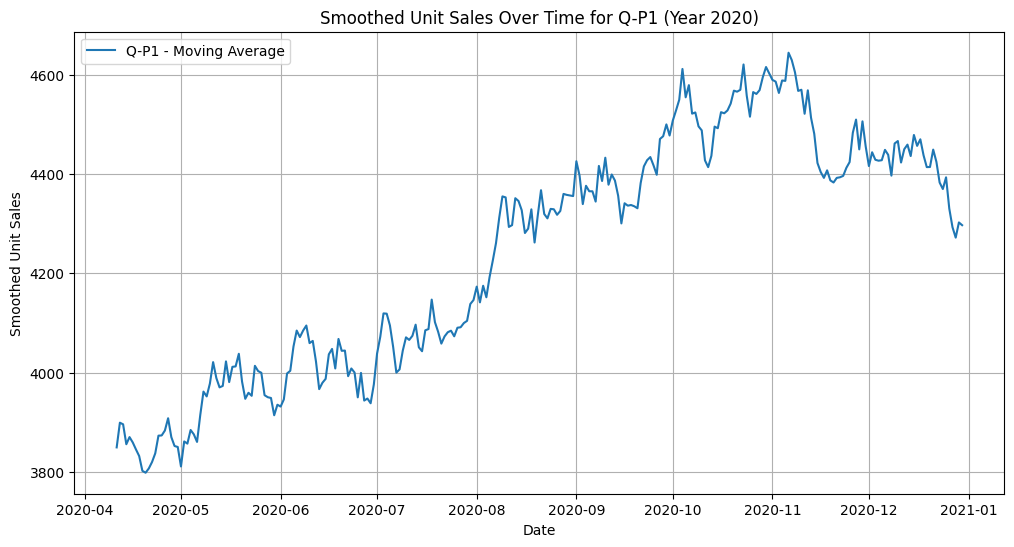 Smoothed Unit Sales Over Time for Q-P1 (Year 2020)
Q-P1 - Moving Average
Smoothed Unit Sales
4600
4400
4200
4000
3800
2020-04 2020-05 2020-06 2020-07 2020-08 2020-09 2020-10 2020-11 2020-12 2021-01
Date